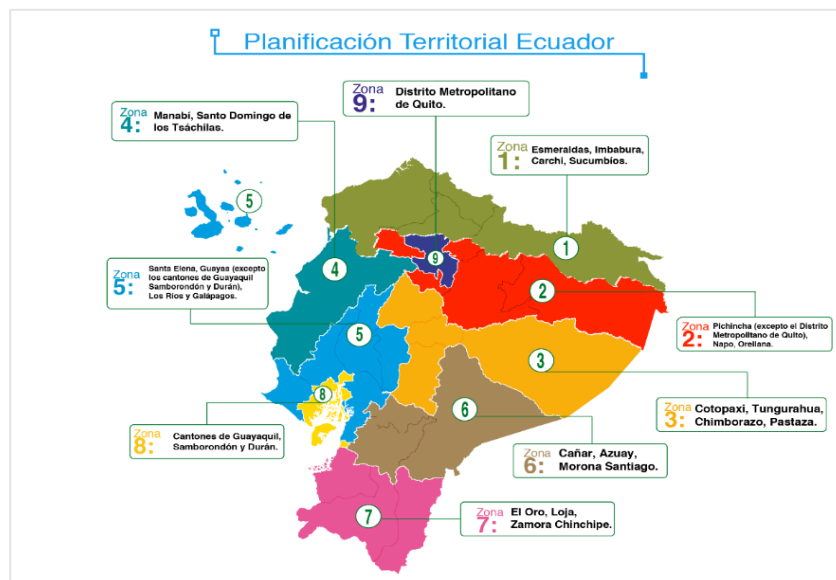 Planificación Territorial Ecuador
Zona
9:
Distrito Metropolitano
de Quito.
Zona
4:
Manabí, Santo Domingo de
los Tsáchilas.
Zona
1:
Esmeraldas, Imbabura,
Carchi, Sucumbíos.
5
1
9
4
2
Zona
5:
Santa Elena, Guayas (excepto
los cantones de Guayaquil
Samborondón y Durán),
Los Ríos y Galápagos.
Zona
2:
Pichincha (excepto el Distrito
Metropolitano de Quito),
Napo, Orellana.
5
3
8
6
Zona
3:
Cotopaxi, Tungurahua,
Chimborazo, Pastaza.
Zona
8:
Cantones de Guayaquil,
Samborondón y Durán.
Zona
6:
Cañar, Azuay,
Morona Santiago.
7
Zona
7:
El Oro, Loja,
Zamora Chinchipe.